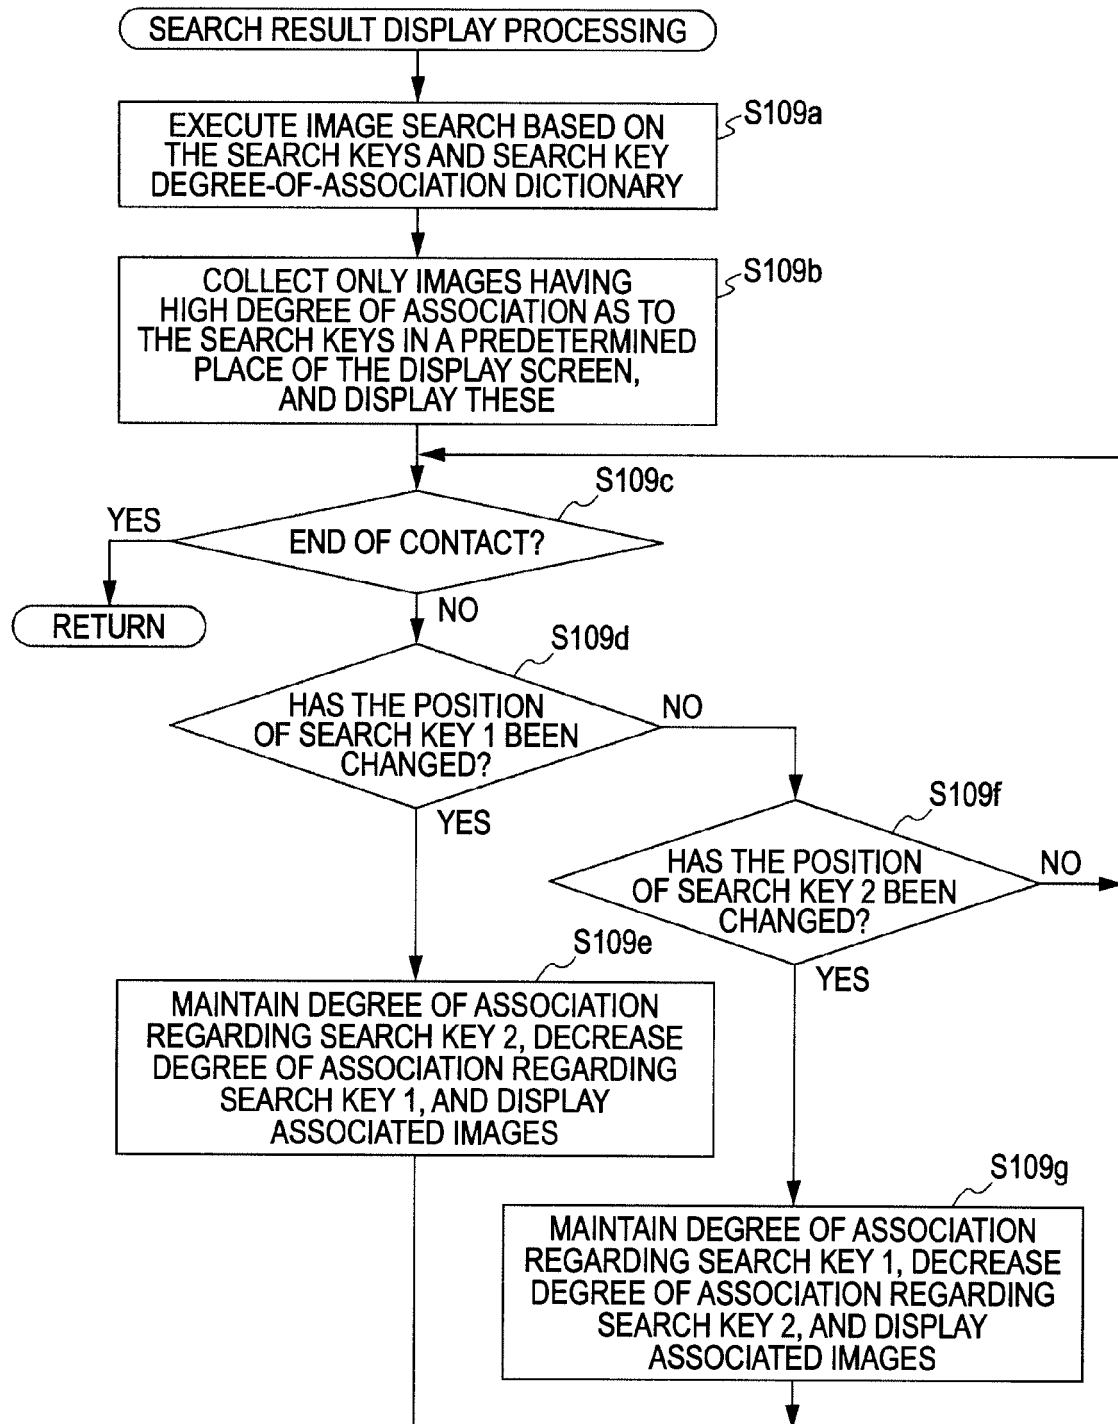 SEARCH RESULT DISPLAY PROCESSING
S109a
EXECUTE IMAGE SEARCH BASED ON
THE SEARCH KEYS AND SEARCH KEY
DEGREE-OF-ASSOCIATION DICTIONARY
S109b
COLLECT ONLY IMAGES HAVING
HIGH DEGREE OF ASSOCIATION AS TO
THE SEARCH KEYS IN A PREDETERMINED
PLACE OF THE DISPLAY SCREEN,
AND DISPLAY THESE
S109c
YES
END OF CONTACT?
RETURN
NO
S109d
HAS THE POSITION
OF SEARCH KEY 1 BEEN
CHANGED?
NO
YES
S109f
HAS THE POSITION
OF SEARCH KEY 2 BEEN
CHANGED?
NO
YES
S109e
MAINTAIN DEGREE OF ASSOCIATION
REGARDING SEARCH KEY 2, DECREASE
DEGREE OF ASSOCIATION REGARDING
SEARCH KEY 1, AND DISPLAY
ASSOCIATED IMAGES
S109g
MAINTAIN DEGREE OF ASSOCIATION
REGARDING SEARCH KEY 1, DECREASE
DEGREE OF ASSOCIATION REGARDING
SEARCH KEY 2, AND DISPLAY
ASSOCIATED IMAGES